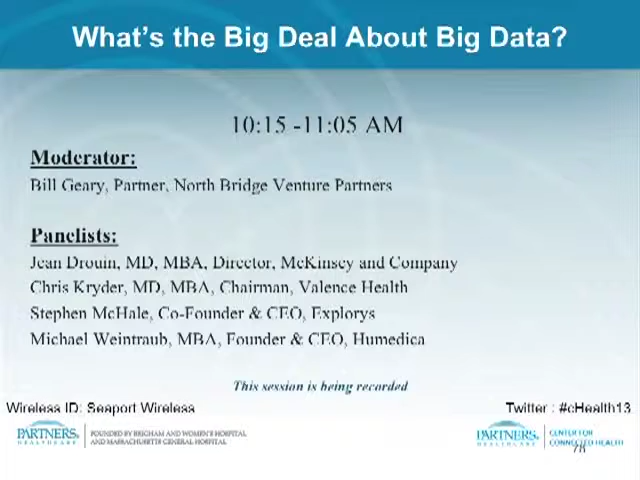 What's the Big Deal About Big Data?
10:15 -11:05 AM
Moderator:
Bill Geary, Partner, North Bridge Venture Partners
Panelists:
Jean Drouin, MD, MBA, Director, McKinsey and Company
Chris Kryder, MD, MBA, Chairman, Valence Health
Stephen McHale, Co-Founder & CEO, Explorys
Michael Weintraub, MBA, Founder & CEO, Humedica
This session is being recorded
Wireless ID: Seaport Wireless
Twitter : #cHealth13
PARTNERS.
HEALTHCARE
FOUNDED BY BRIGHAM AND WOMEN'S HOSPITAL
AND MASSACHUSETTS GENERAL HOSPITAL
PARTNERS.
HEALTHCARE
CENTER FOR
CONNECTED HEALTH
78